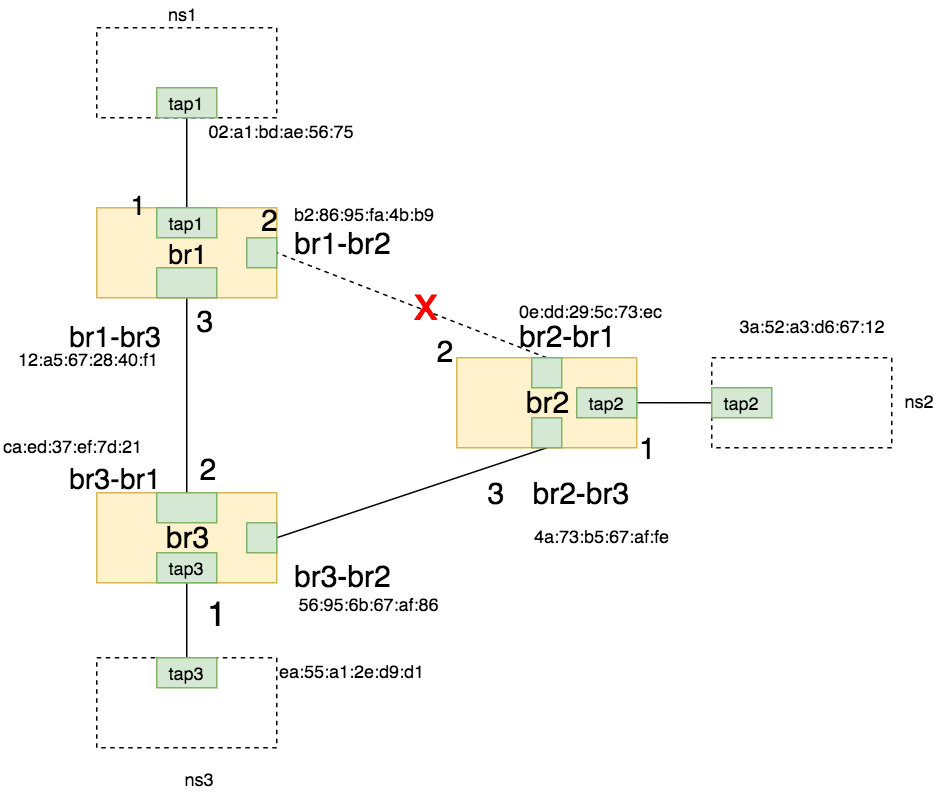 ns1
tap1
02:a1:bd:ae:56:75
1
tap1
2
b2:86:95:fa:4b:b9
br1-br2
br1
X
3
br1-br3
12:a5:67:28:40:f1
0e:dd:29:5c:73:ec
br2-br1
2
3a:52:a3:d6:67:12
br2
tap2
tap2
ns2
1
ca:ed:37:ef:7d:21
br3-br1
2
3
br2-br3
4a:73:b5:67:af:fe
br3
tap3
br3-br2
56:95:6b:67:af:86
1
tap3
ea:55:a1:2e:d9:d1
ns3